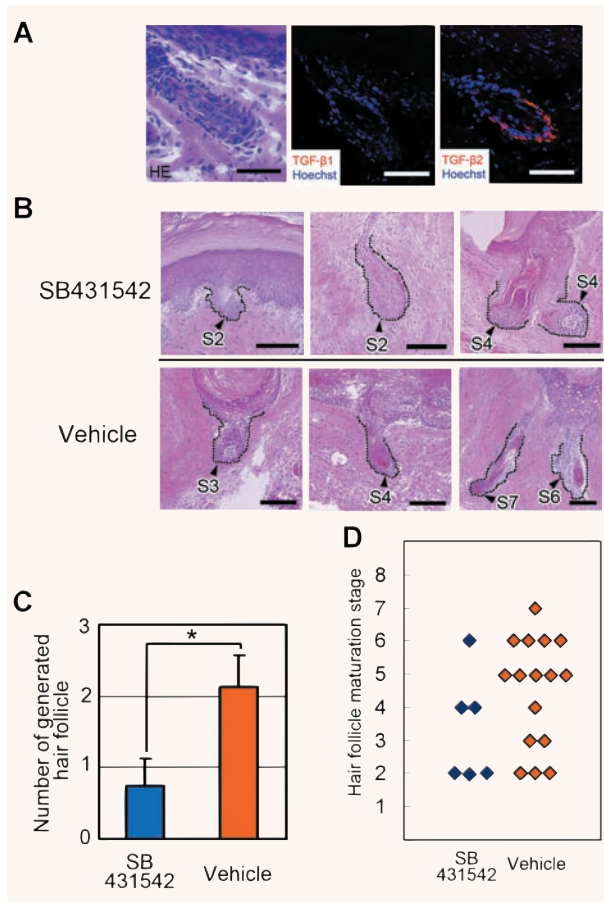 A
HE
TGF-β1
Hoechst
TGF-β2
Hoechst
B
SB431542
S2
S2
S4
S4
Vehicle
S3
S4
S7
S6
C
Number of generated
hair follicle
3
2
1
0
*
SB
431542
Vehicle
D
Hair follicle maturation stage
8
7
6
5
4
3
2
1
SB
431542
Vehicle